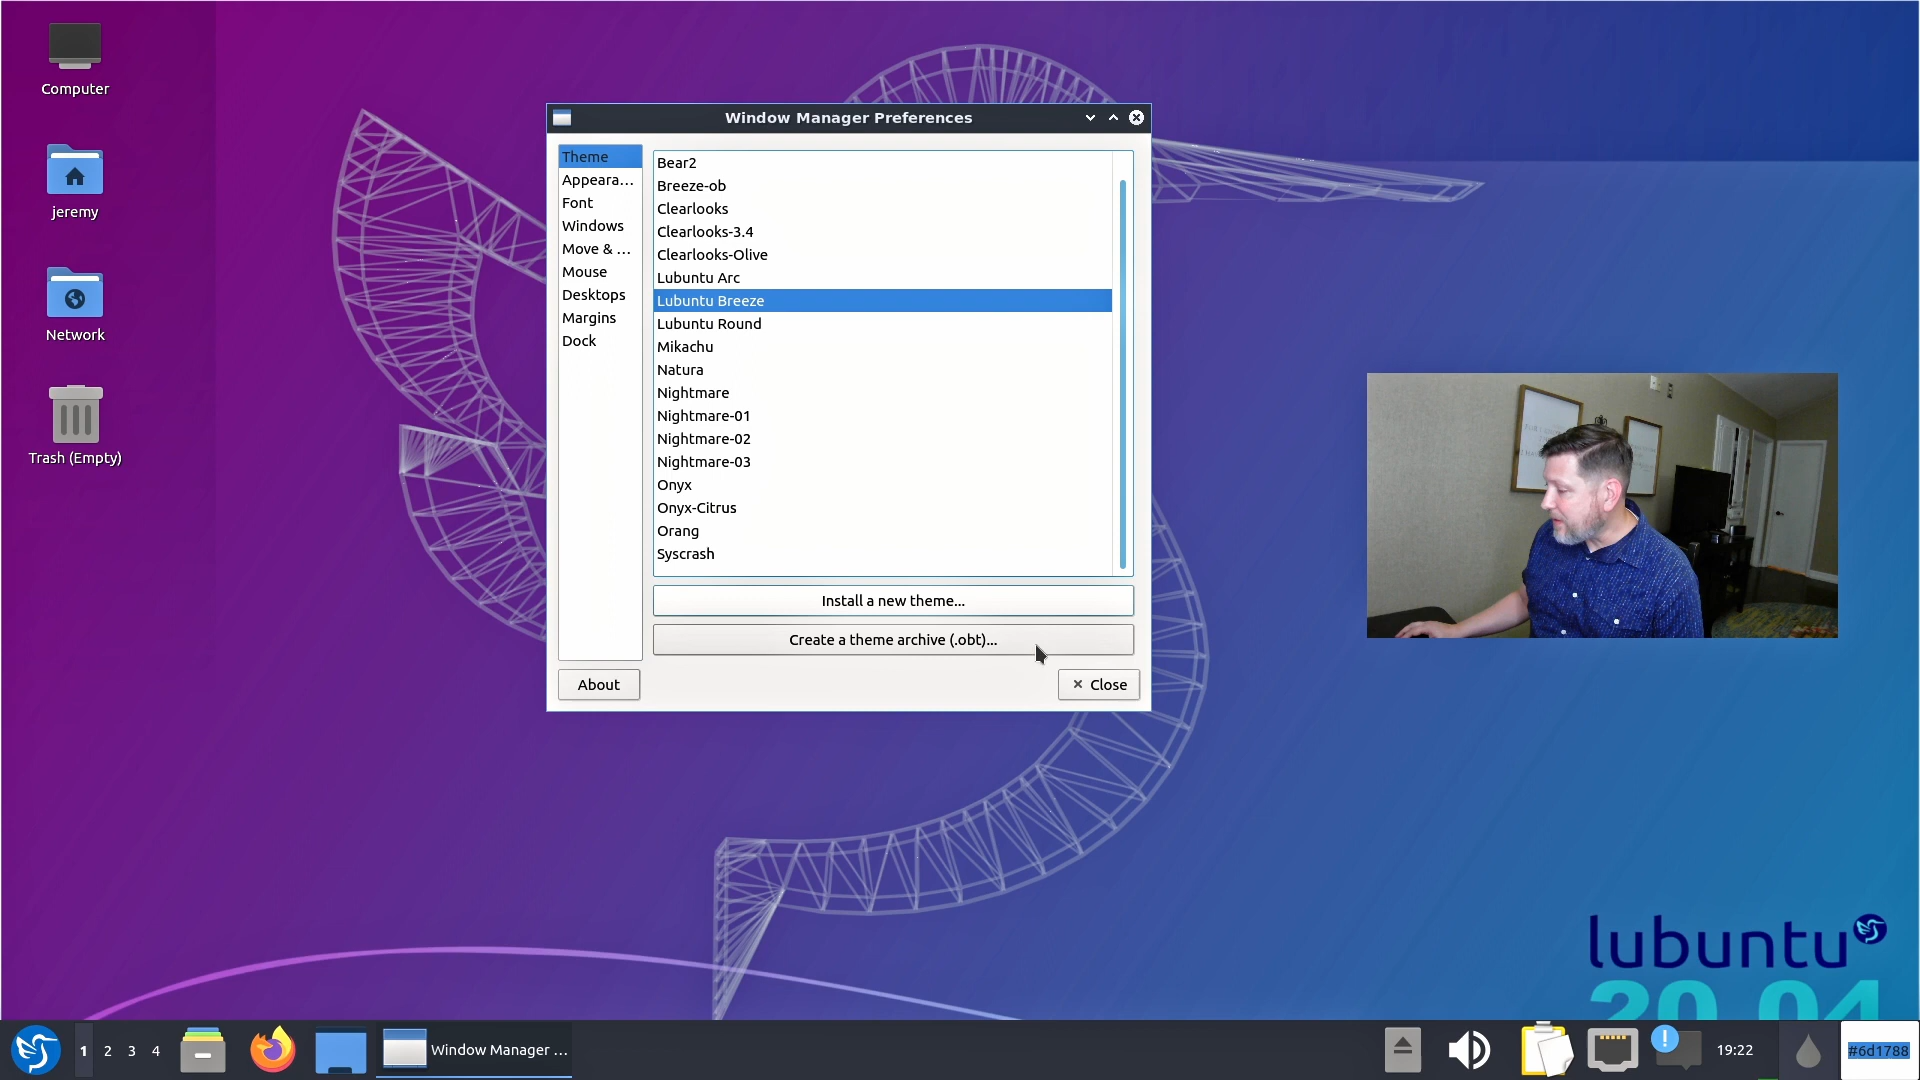 Computer
jeremy
Network
Trash (Empty)
Window Manager Preferences
Theme
Appeara...
Font
Windows
Move & ...
Mouse
Desktops
Margins
Dock
Bear2
Breeze-ob
Clearlooks
Clearlooks-3.4
Clearlooks-Olive
Lubuntu Arc
Lubuntu Breeze
Lubuntu Round
Mikachu
Natura
Nightmare
Nightmare-01
Nightmare-02
Nightmare-03
Onyx
Onyx-Citrus
Orang
Syscrash
Install a new theme...
Create a theme archive (.obt)...
About
Close
lubuntu
20.04
1 2 3 4
Window Manager ...
19:22
#6d1788